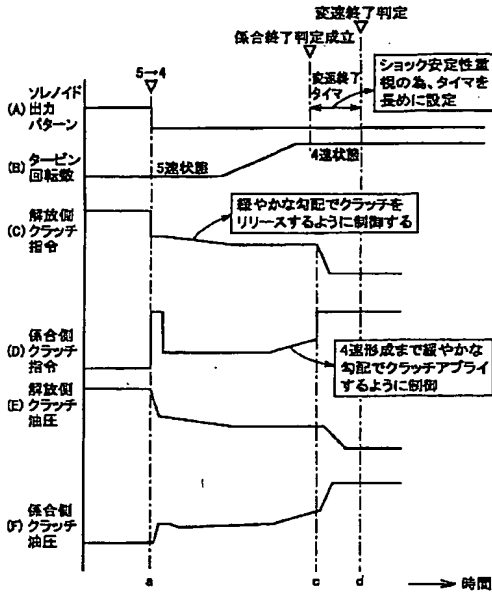 変速終了判定
係合終了判定成立
変速終了
タイマ
ショック安定性重
視の為、タイマを
長めに設定
5→4
ソレノイド
(A) 出力
パターン
(B) タービン
回転数
5速状態
4速状態
解放側
(C) クラッチ
指令
緩やかな勾配でクラッチを
リリースするように制御する
係合側
(D) クラッチ
指令
4速形成まで緩やかな
勾配でクラッチアプライ
するように制御
解放側
(E) クラッチ
油圧
係合側
(F) クラッチ
油圧
a
c
d
時間